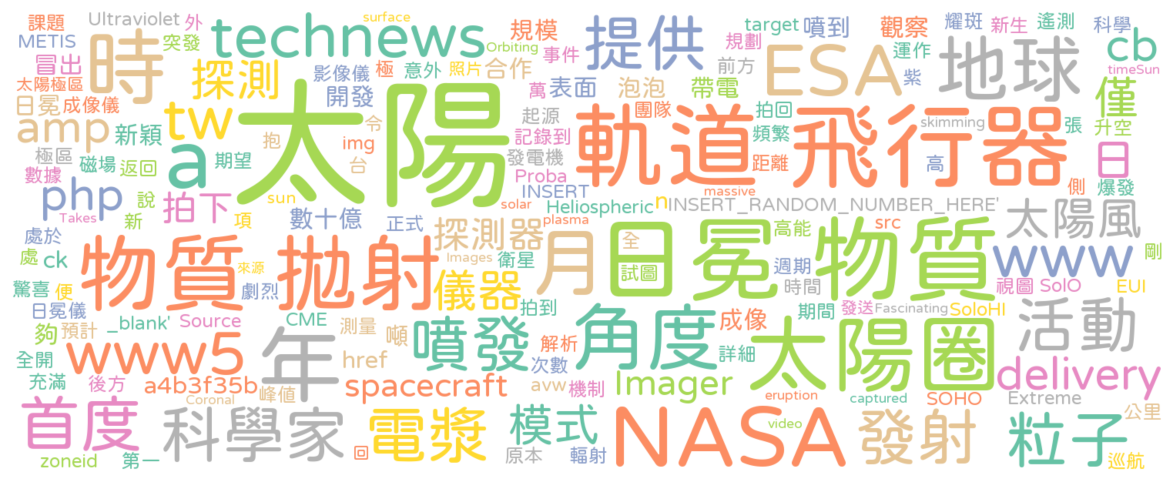 課題 Ultraviolet 外 surface 規模 提供 target 噴到 觀察 耀斑 新生 遙測 科學
METIS 突發 時 technews Orbiting 事件 規劃 ESA 運作 地球 cb
冒出 探測 影像儀 極 意外 照片 合作 前方 紫 timeSun
太陽極區 開發 萬 表面 泡泡 帶電 僅
日冕 成像儀 tw 太陽 起源 團隊 軌道飛行器 拍回 skimming 張 升空
amp 新穎 a 抱 令 img 記錄到 頻繁 日
極區 磁場 返回 期望 台 發電機 距離 高 側 爆發
數據 php 說 sun Proba INSERT massive
Takes 新 拍下 項 數十億 正式 solar Heliospheric n INSERT_RANDOM_NUMBER_HERE' 太陽風
處於 探測器 plasma 月 全 日冕物質 高能 src
處 ck 物質拋射 來源 Images 衛星 試圖 週期 www 剛
驚喜 便 劇烈 儀器 時間 視圖 SolO EUI
日冕儀 _blank' Source CME 測量 拍到 角度 期間 發送 Fascinating SoloHI
夠 預計 年 噸 噴發 成像 太陽圈 活動
全開 www5 href 解析 詳細
充滿 後方 a4b3f35b 峰值 spacecraft avw 次數 機制 Imager eruption captured SOHO delivery
首度 Coronal Extreme 公里
科學家 電漿 模式 NASA video 發射 粒子
zoneid 第一 回 原本 輻射 巡航